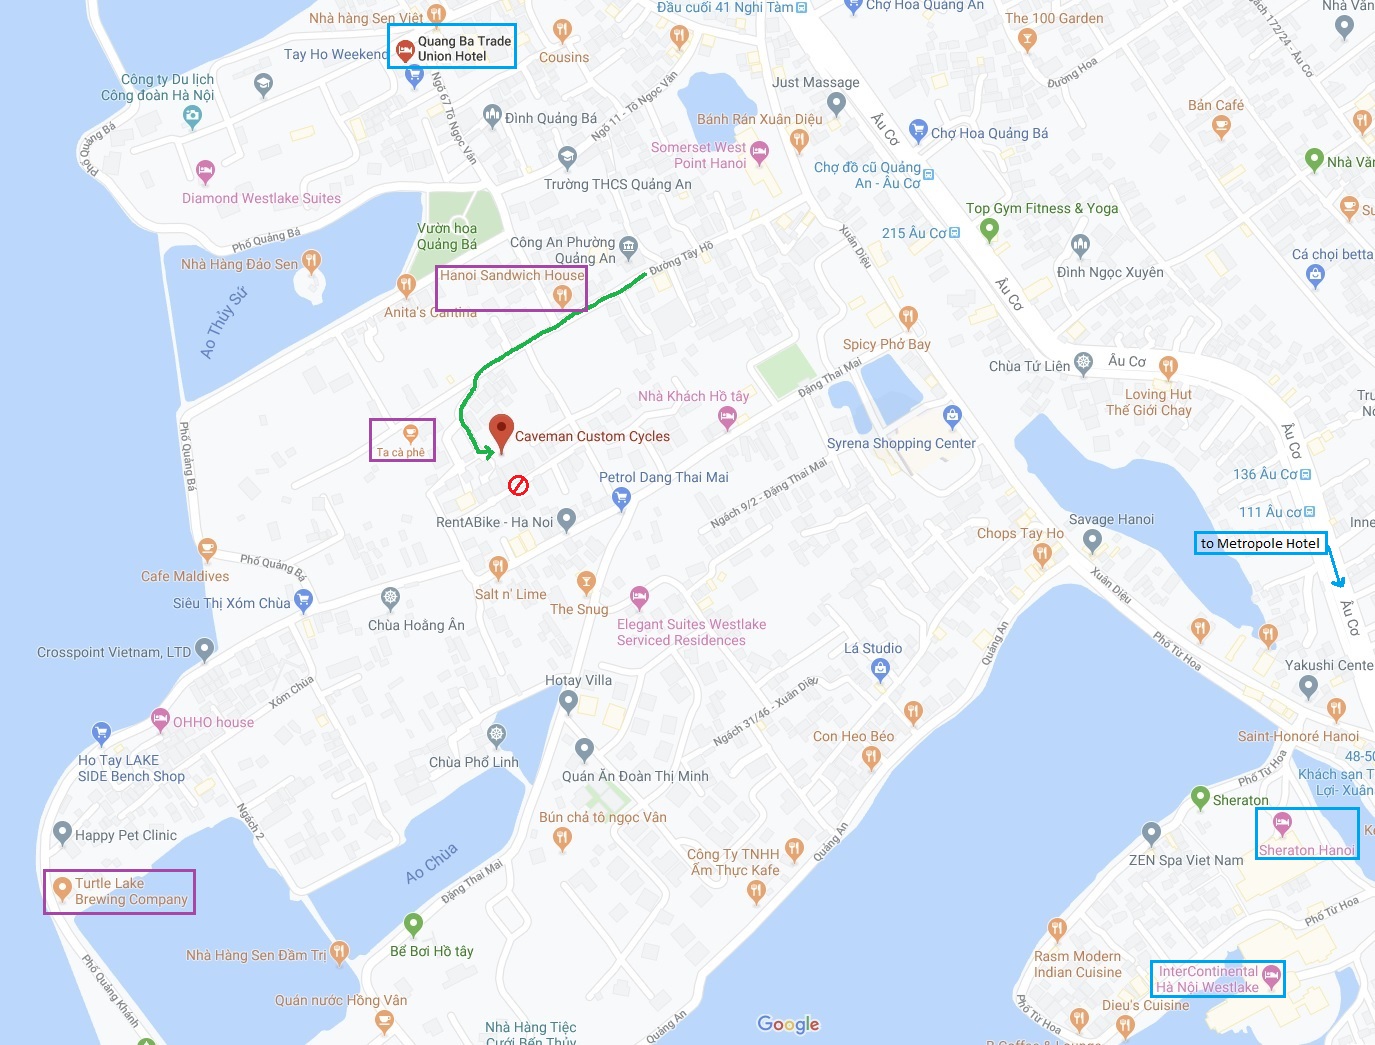 Nhà hàng Sen Việt
Đầu cuối 41 Nghi Tàm
Chợ Hoa Quảng An
The 100 Garden
Nhà Văn
172/24 - Âu Cơ
Quang Ba Trade
Union Hotel
Tay Ho Weekend
Cousins
Công ty Du lịch
Công đoàn Hà Nội
Ngõ 67 Tô Ngọc Vân
Ngõ 11 - Tô Ngọc Vân
Just Massage
Đường Hoa
Bản Café
Phố Quảng Bá
Đình Quảng Bá
Bánh Rán Xuân Diệu
Âu Cơ
Chợ Hoa Quảng Bá
Somerset West
Point Hanoi
Nhà Văn
Diamond Westlake Suites
Trường THCS Quảng An
Chợ đồ cũ Quảng
An - Âu Cơ
Top Gym Fitness & Yoga
Vườn hoa
Quảng Bá
Phố Quảng Bá
Công An Phường
Quảng An
Đường Tây Hồ
Xuân Diệu
215 Âu Cơ
Đình Ngọc Xuyên
Cá chọi betta
Nhà Hàng Đảo Sen
Hanoi Sandwich House
Anita's Cantina
Ao Thủy Sứ
Âu Cơ
Spicy Phở Bay
Chùa Tứ Liên
Âu Cơ
Loving Hut
Thế Giới Chay
Đặng Thai Mai
Nhà Khách Hồ tây
Caveman Custom Cycles
Ta cà phê
Syrena Shopping Center
Âu Cơ
Phố Quảng Bá
136 Âu Cơ
Petrol Dang Thai Mai
Ngách 9/2 - Đặng Thai Mai
111 Âu cơ
RentABike - Ha Noi
Savage Hanoi
Chops Tay Ho
to Metropole Hotel
Cafe Maldives
Phố Quảng Bá
Salt n' Lime
The Snug
Siêu Thị Xóm Chùa
Chùa Hoằng Ân
Elegant Suites Westlake
Serviced Residences
Xuân Diệu
Âu Cơ
Crosspoint Vietnam, LTD
Quảng An
Phố Từ Hoa
Lá Studio
Yakushi Center
Xóm Chùa
Hotay Villa
Ngách 31/46 - Xuân Diệu
OHHO house
Con Heo Béo
Saint-Honoré Hanoi
Ho Tay LAKE
SIDE Bench Shop
Chùa Phổ Linh
Quán Ăn Đoàn Thị Minh
Phố Từ Hoa
Sheraton
Sheraton Hanoi
Ngách 2
Bún chả tô ngọc Vân
Quảng An
Happy Pet Clinic
Ao Chùa
Công Ty TNHH
Ẩm Thực Kafe
ZEN Spa Viet Nam
Turtle Lake
Brewing Company
Đặng Thai Mai
Phố Từ Hoa
Bể Bơi Hồ tây
Nhà Hàng Sen Đầm Trị
Rasm Modern
Indian Cuisine
InterContinental
Hà Nội Westlake
Phố Quảng Khánh
Quán nước Hồng Vân
Dieu's Cuisine
Phố Từ Hoa
Nhà Hàng Tiệc
Cưới Bến Thủy
Quảng An
Google